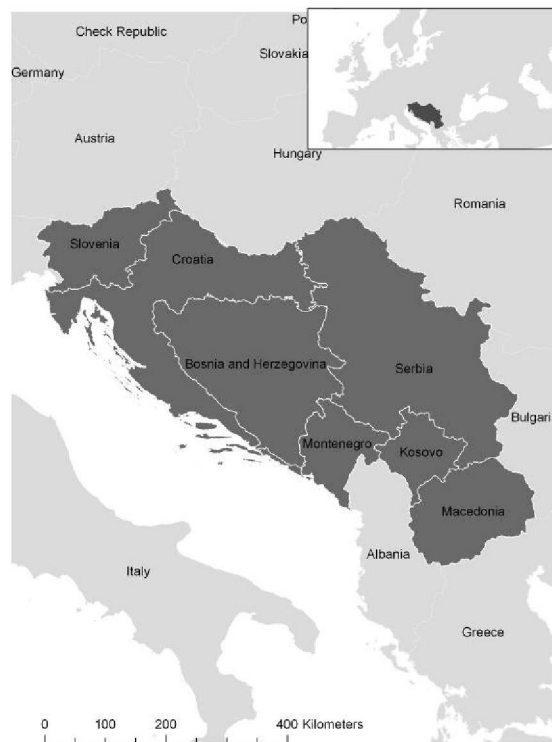 Check Republic
Po
Slovakia
Germany
Austria
Hungary
Romania
Slovenia
Croatia
Bosnia and Herzegovina
Serbia
Bulgari
Montenegro
Kosovo
Macedonia
Albania
Italy
Greece
0 100 200 400 Kilometers